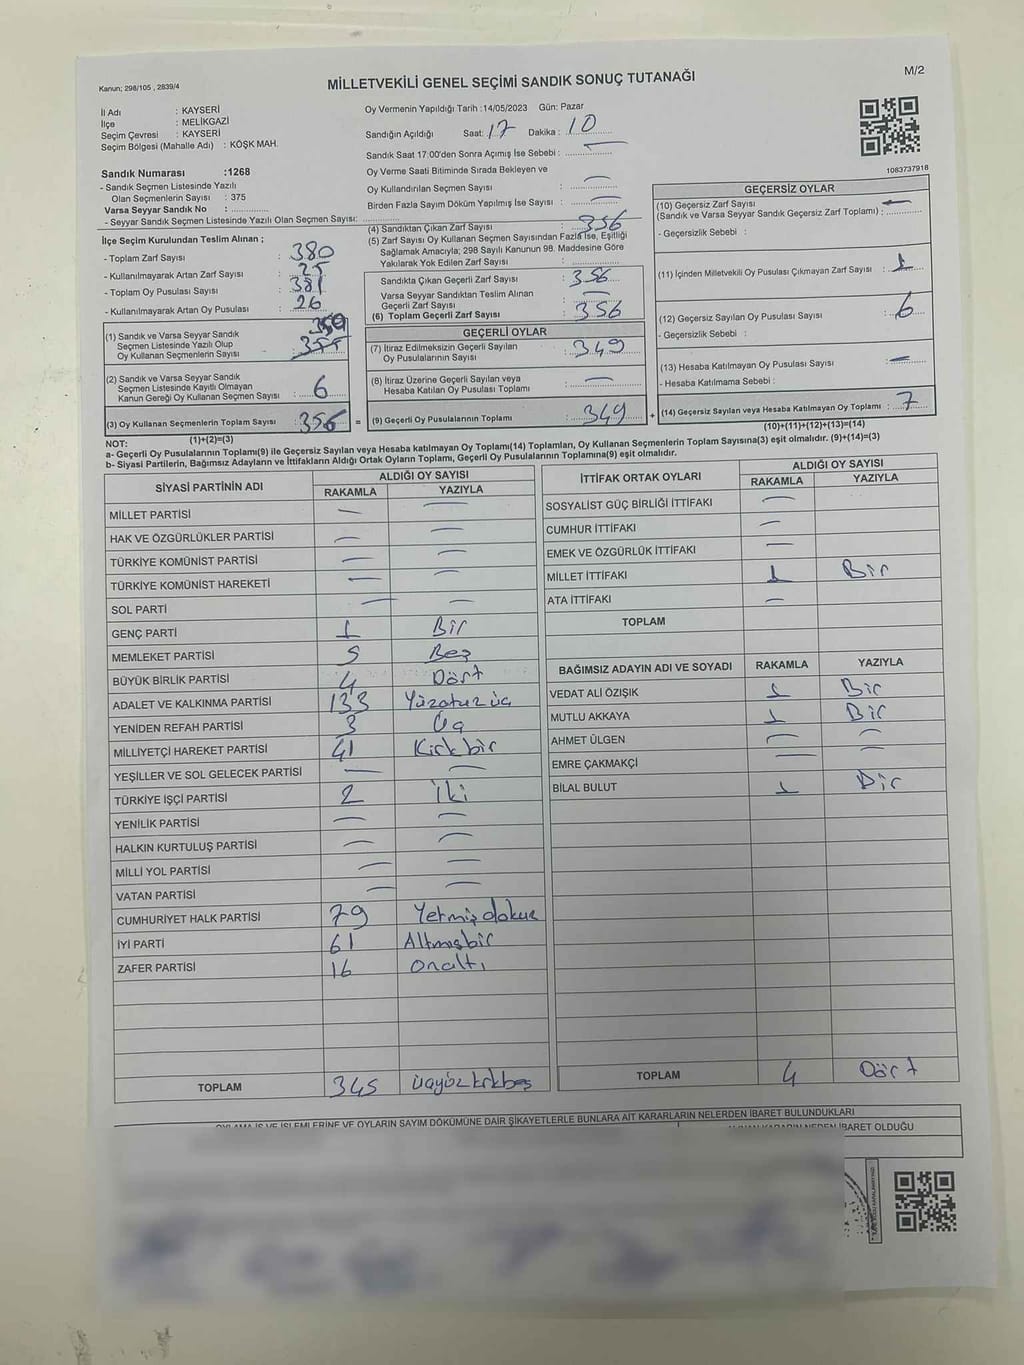 Kanun; 298/105 , 2839/4
MİLLETVEKİLİ GENEL SEÇİMİ SANDIK SONUÇ TUTANAĞI
M/2
İl Adı : KAYSERİ
İlçe : MELİKGAZİ
Seçim Çevresi : KAYSERİ
Seçim Bölgesi (Mahalle Adı) : KÖŞK MAH.
Oy Vermenin Yapıldığı Tarih :14/05/2023 Gün: Pazar
Sandığın Açıldığı Saat: 17 Dakika : 10
Sandık Saat 17:00'den Sonra Açımış İse Sebebi : —
Oy Verme Saati Bitiminde Sırada Bekleyen ve
Oy Kullandırılan Seçmen Sayısı : —
Birden Fazla Sayım Döküm Yapılmış İse Sayısı : —
1083737918
Sandık Numarası :1268
- Sandık Seçmen Listesinde Yazılı
Olan Seçmenlerin Sayısı : 375
Varsa Seyyar Sandık No :
- Seyyar Sandık Seçmen Listesinde Yazılı Olan Seçmen Sayısı:
İlçe Seçim Kurulundan Teslim Alınan ;
- Toplam Zarf Sayısı : 380
- Kullanılmayarak Artan Zarf Sayısı : 25
- Toplam Oy Pusulası Sayısı : 381
- Kullanılmayarak Artan Oy Pusulası : 26
(4) Sandıktan Çıkan Zarf Sayısı : 356
(5) Zarf Sayısı Oy Kullanan Seçmen Sayısından Fazla İse, Eşitliği
Sağlamak Amacıyla; 298 Sayılı Kanunun 98. Maddesine Göre
Yakılarak Yok Edilen Zarf Sayısı :
Sandıkta Çıkan Geçerli Zarf Sayısı : 356
Varsa Seyyar Sandıktan Teslim Alınan
Geçerli Zarf Sayısı : —
(6) Toplam Geçerli Zarf Sayısı : 356
GEÇERSİZ OYLAR
(10) Geçersiz Zarf Sayısı
(Sandık ve Varsa Seyyar Sandık Geçersiz Zarf Toplamı) : —
- Geçersizlik Sebebi :
(11) İçinden Milletvekili Oy Pusulası Çıkmayan Zarf Sayısı : 1
(12) Geçersiz Sayılan Oy Pusulası Sayısı : 6
- Geçersizlik Sebebi :
(13) Hesaba Katılmayan Oy Pusulası Sayısı : —
- Hesaba Katılmama Sebebi :
(14) Geçersiz Sayılan veya Hesaba Katılmayan Oy Toplamı : 7
(10)+(11)+(12)+(13)=(14)
(1) Sandık ve Varsa Seyyar Sandık
Seçmen Listesinde Yazılı Olup
Oy Kullanan Seçmenlerin Sayısı : 350
(2) Sandık ve Varsa Seyyar Sandık
Seçmen Listesinde Kayıtlı Olmayan
Kanun Gereği Oy Kullanan Seçmen Sayısı : 6
(3) Oy Kullanan Seçmenlerin Toplam Sayısı : 356 =
GEÇERLİ OYLAR
(7) İtiraz Edilmeksizin Geçerli Sayılan
Oy Pusulalarının Sayısı : 349
(8) İtiraz Üzerine Geçerli Sayılan veya
Hesaba Katılan Oy Pusulası Toplamı : —
(9) Geçerli Oy Pusulalarının Toplamı : 349 +
NOT: (1)+(2)=(3)
a- Geçerli Oy Pusulalarının Toplamı(9) ile Geçersiz Sayılan veya Hesaba Katılmayan Oy Toplamı(14) Toplamları, Oy Kullanan Seçmenlerin Toplam Sayısına(3) eşit olmalıdır. (9)+(14)=(3)
b- Siyasi Partilerin, Bağımsız Adayların ve İttifakların Aldığı Ortak Oyların Toplamı, Geçerli Oy Pusulalarının Toplamına(9) eşit olmalıdır.
SİYASİ PARTİNİN ADI ALDIĞI OY SAYISI
RAKAMLA YAZIYLA
MİLLET PARTİSİ — —
HAK VE ÖZGÜRLÜKLER PARTİSİ — —
TÜRKİYE KOMÜNİST PARTİSİ — —
TÜRKİYE KOMÜNİST HAREKETİ — —
SOL PARTİ — —
GENÇ PARTİ 1 Bir
MEMLEKET PARTİSİ 5 Beş
BÜYÜK BİRLİK PARTİSİ 4 Dört
ADALET VE KALKINMA PARTİSİ 133 Yüzotuzüç
YENİDEN REFAH PARTİSİ 3 Üç
MİLLİYETÇİ HAREKET PARTİSİ 41 Kırkbir
YEŞİLLER VE SOL GELECEK PARTİSİ — —
TÜRKİYE İŞÇİ PARTİSİ 2 İki
YENİLİK PARTİSİ — —
HALKIN KURTULUŞ PARTİSİ — —
MİLLİ YOL PARTİSİ — —
VATAN PARTİSİ — —
CUMHURİYET HALK PARTİSİ 79 Yetmişdokuz
İYİ PARTİ 61 Altmışbir
ZAFER PARTİSİ 16 Onaltı
TOPLAM 345 üçyüzkırkbeş
İTTİFAK ORTAK OYLARI ALDIĞI OY SAYISI
RAKAMLA YAZIYLA
SOSYALİST GÜÇ BİRLİĞİ İTTİFAKI —
CUMHUR İTTİFAKI —
EMEK VE ÖZGÜRLÜK İTTİFAKI —
MİLLET İTTİFAKI 1 Bir
ATA İTTİFAKI —
TOPLAM
BAĞIMSIZ ADAYIN ADI VE SOYADI RAKAMLA YAZIYLA
VEDAT ALİ ÖZIŞIK 1 Bir
MUTLU AKKAYA 1 Bir
AHMET ÜLGEN — —
EMRE ÇAKMAKÇİ — —
BİLAL BULUT 1 Bir
TOPLAM 4 Dört
OYLAMA İŞ VE İŞLEMLERİNE VE OYLARIN SAYIM DÖKÜMÜNE DAİR ŞİKAYETLERLE BUNLARA AİT KARARLARIN NELERDEN İBARET BULUNDUKLARI
ALINAN KARARIN NEDEN İBARET OLDUĞU